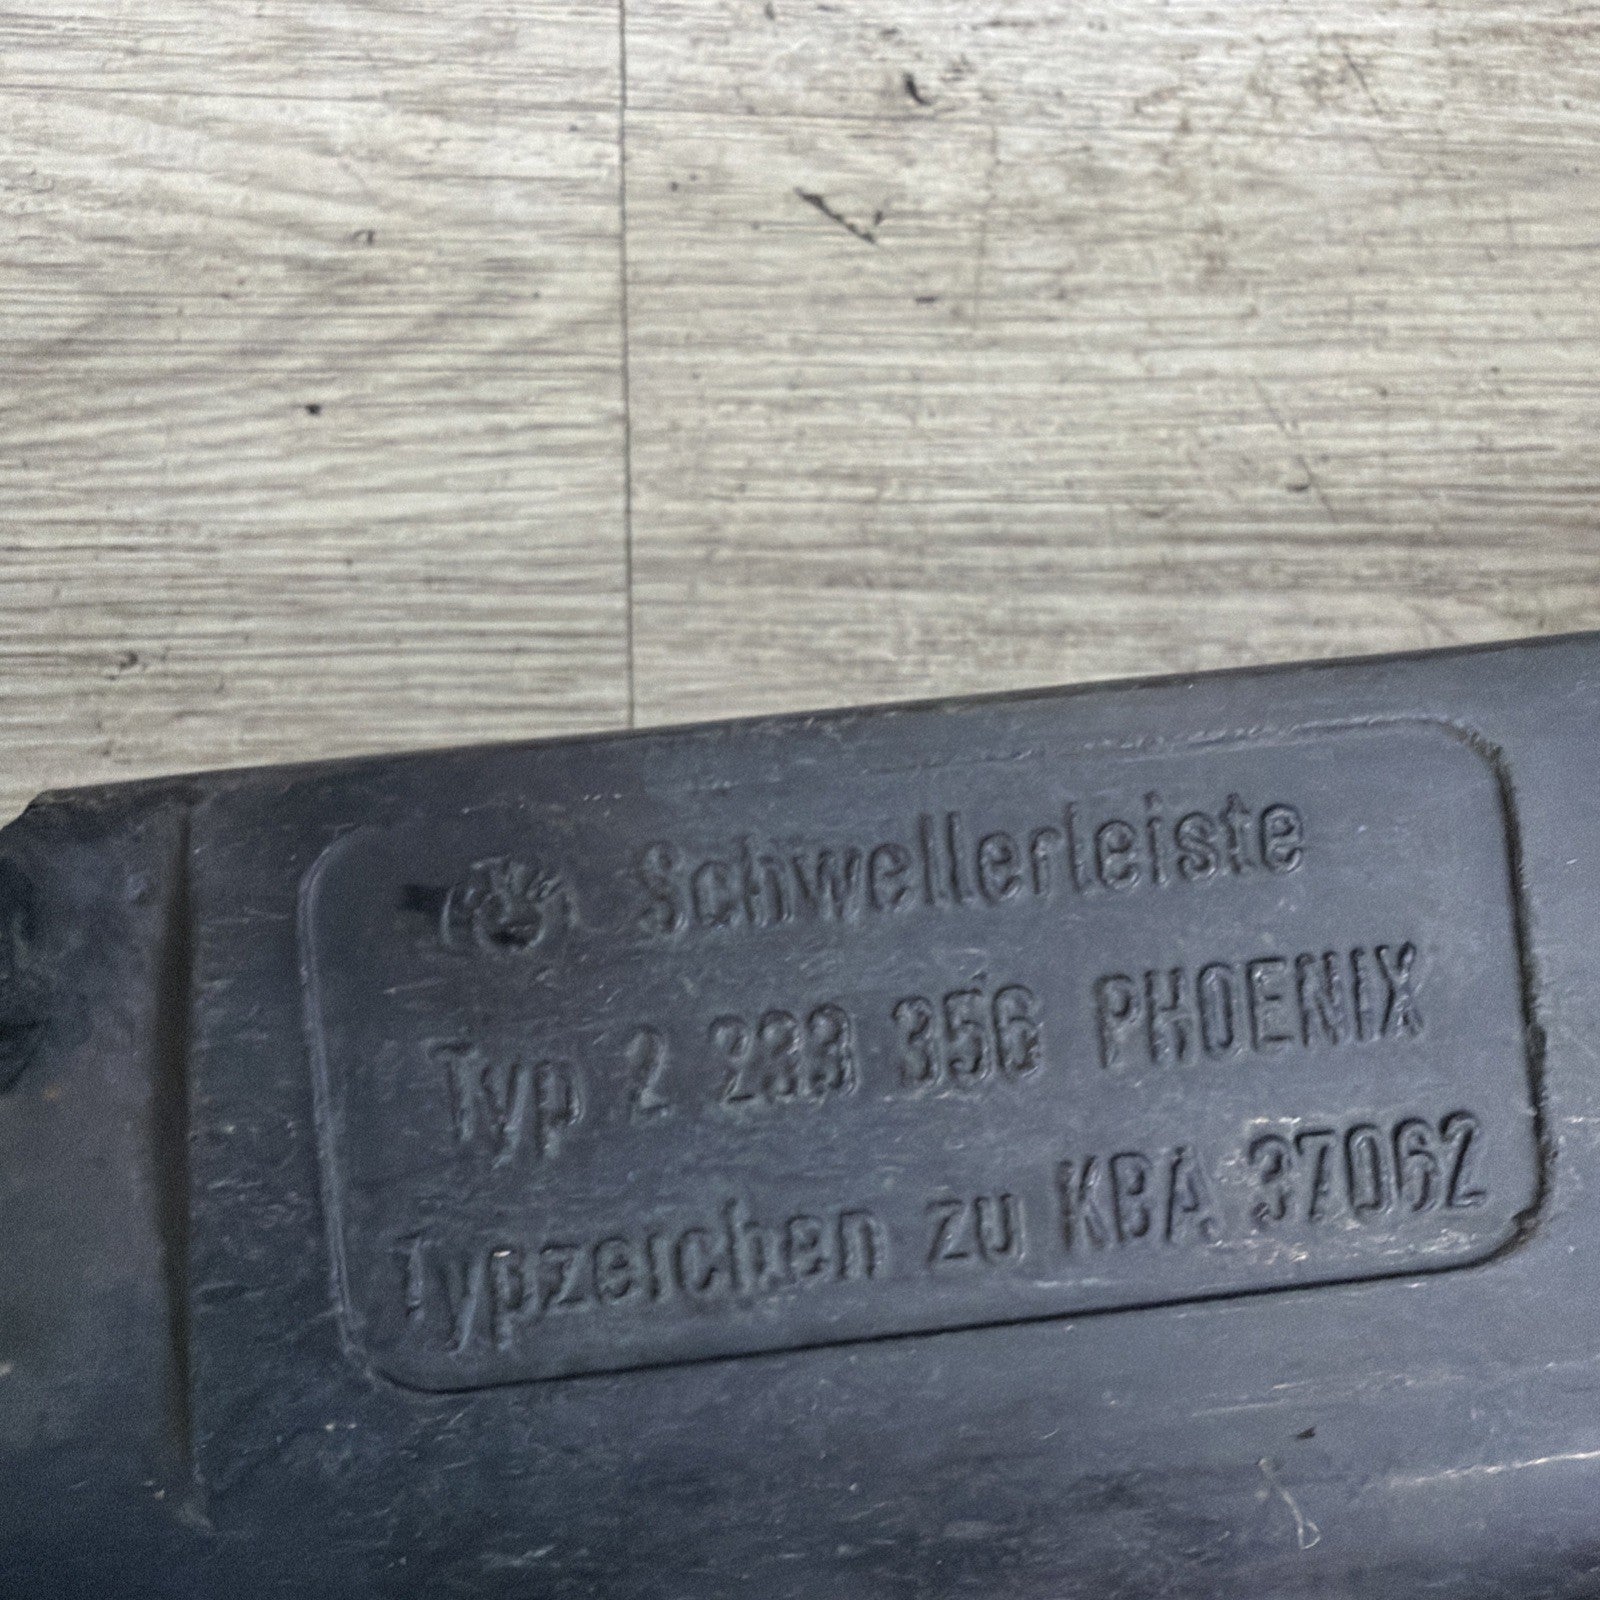 Schwellerleiste
Typ 2 233 356 PHOENIX
Typzeichen zu KBA 37062